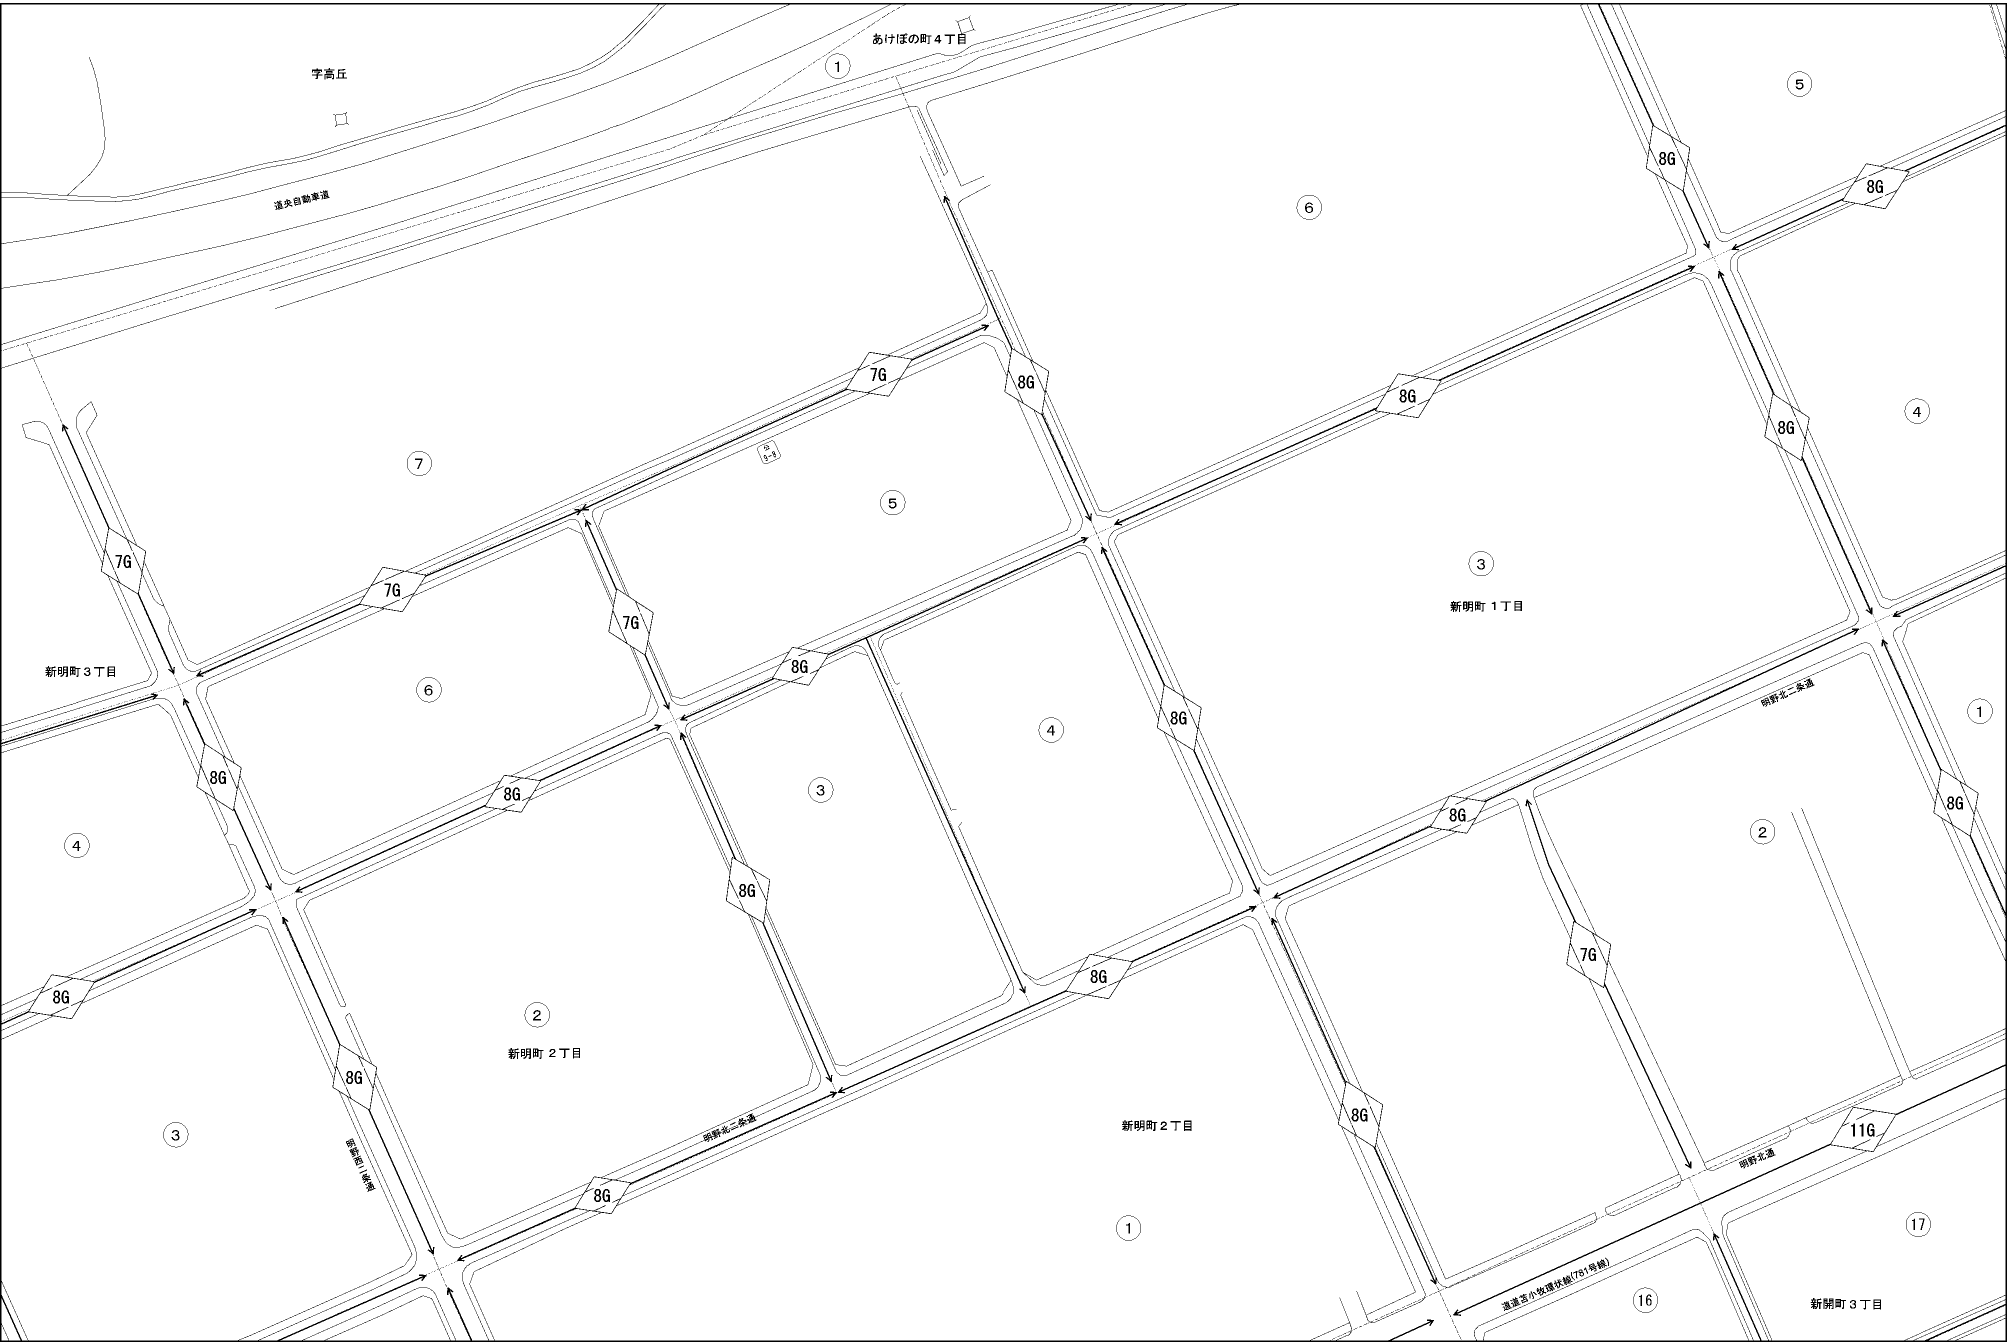 あけぼの町４丁目
字高丘
①
⑤
8G
8G
道央自動車道
⑥
7G
8G
8G
8G
④
⑦
公
9-8
⑤
7G
7G
7G
③
新明町１丁目
新明町３丁目
⑥
8G
明野北二条通
8G
④
①
8G
8G
③
8G
8G
②
④
8G
7G
8G
8G
②
新明町２丁目
8G
8G
11G
新明町２丁目
明野北二条通
③
明野西二条通
明野北通
8G
①
⑰
道道苫小牧環状線(781号線)
⑯
新開町３丁目